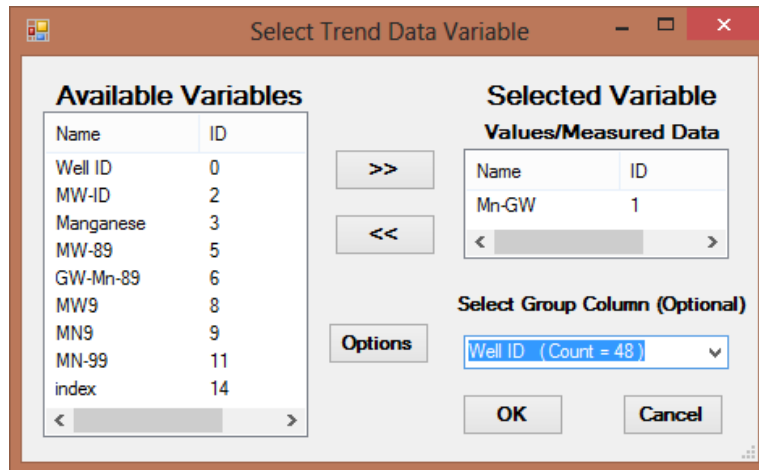 Select Trend Data Variable
Available Variables
Name ID
Well ID 0
MW-ID 2
Manganese 3
MW-89 5
GW-Mn-89 6
MW9 8
MN9 9
MN-99 11
index 14
>>
<<
Options
Selected Variable
Values/Measured Data
Name ID
Mn-GW 1
Select Group Column (Optional)
Well ID ( Count = 48 )
OK Cancel